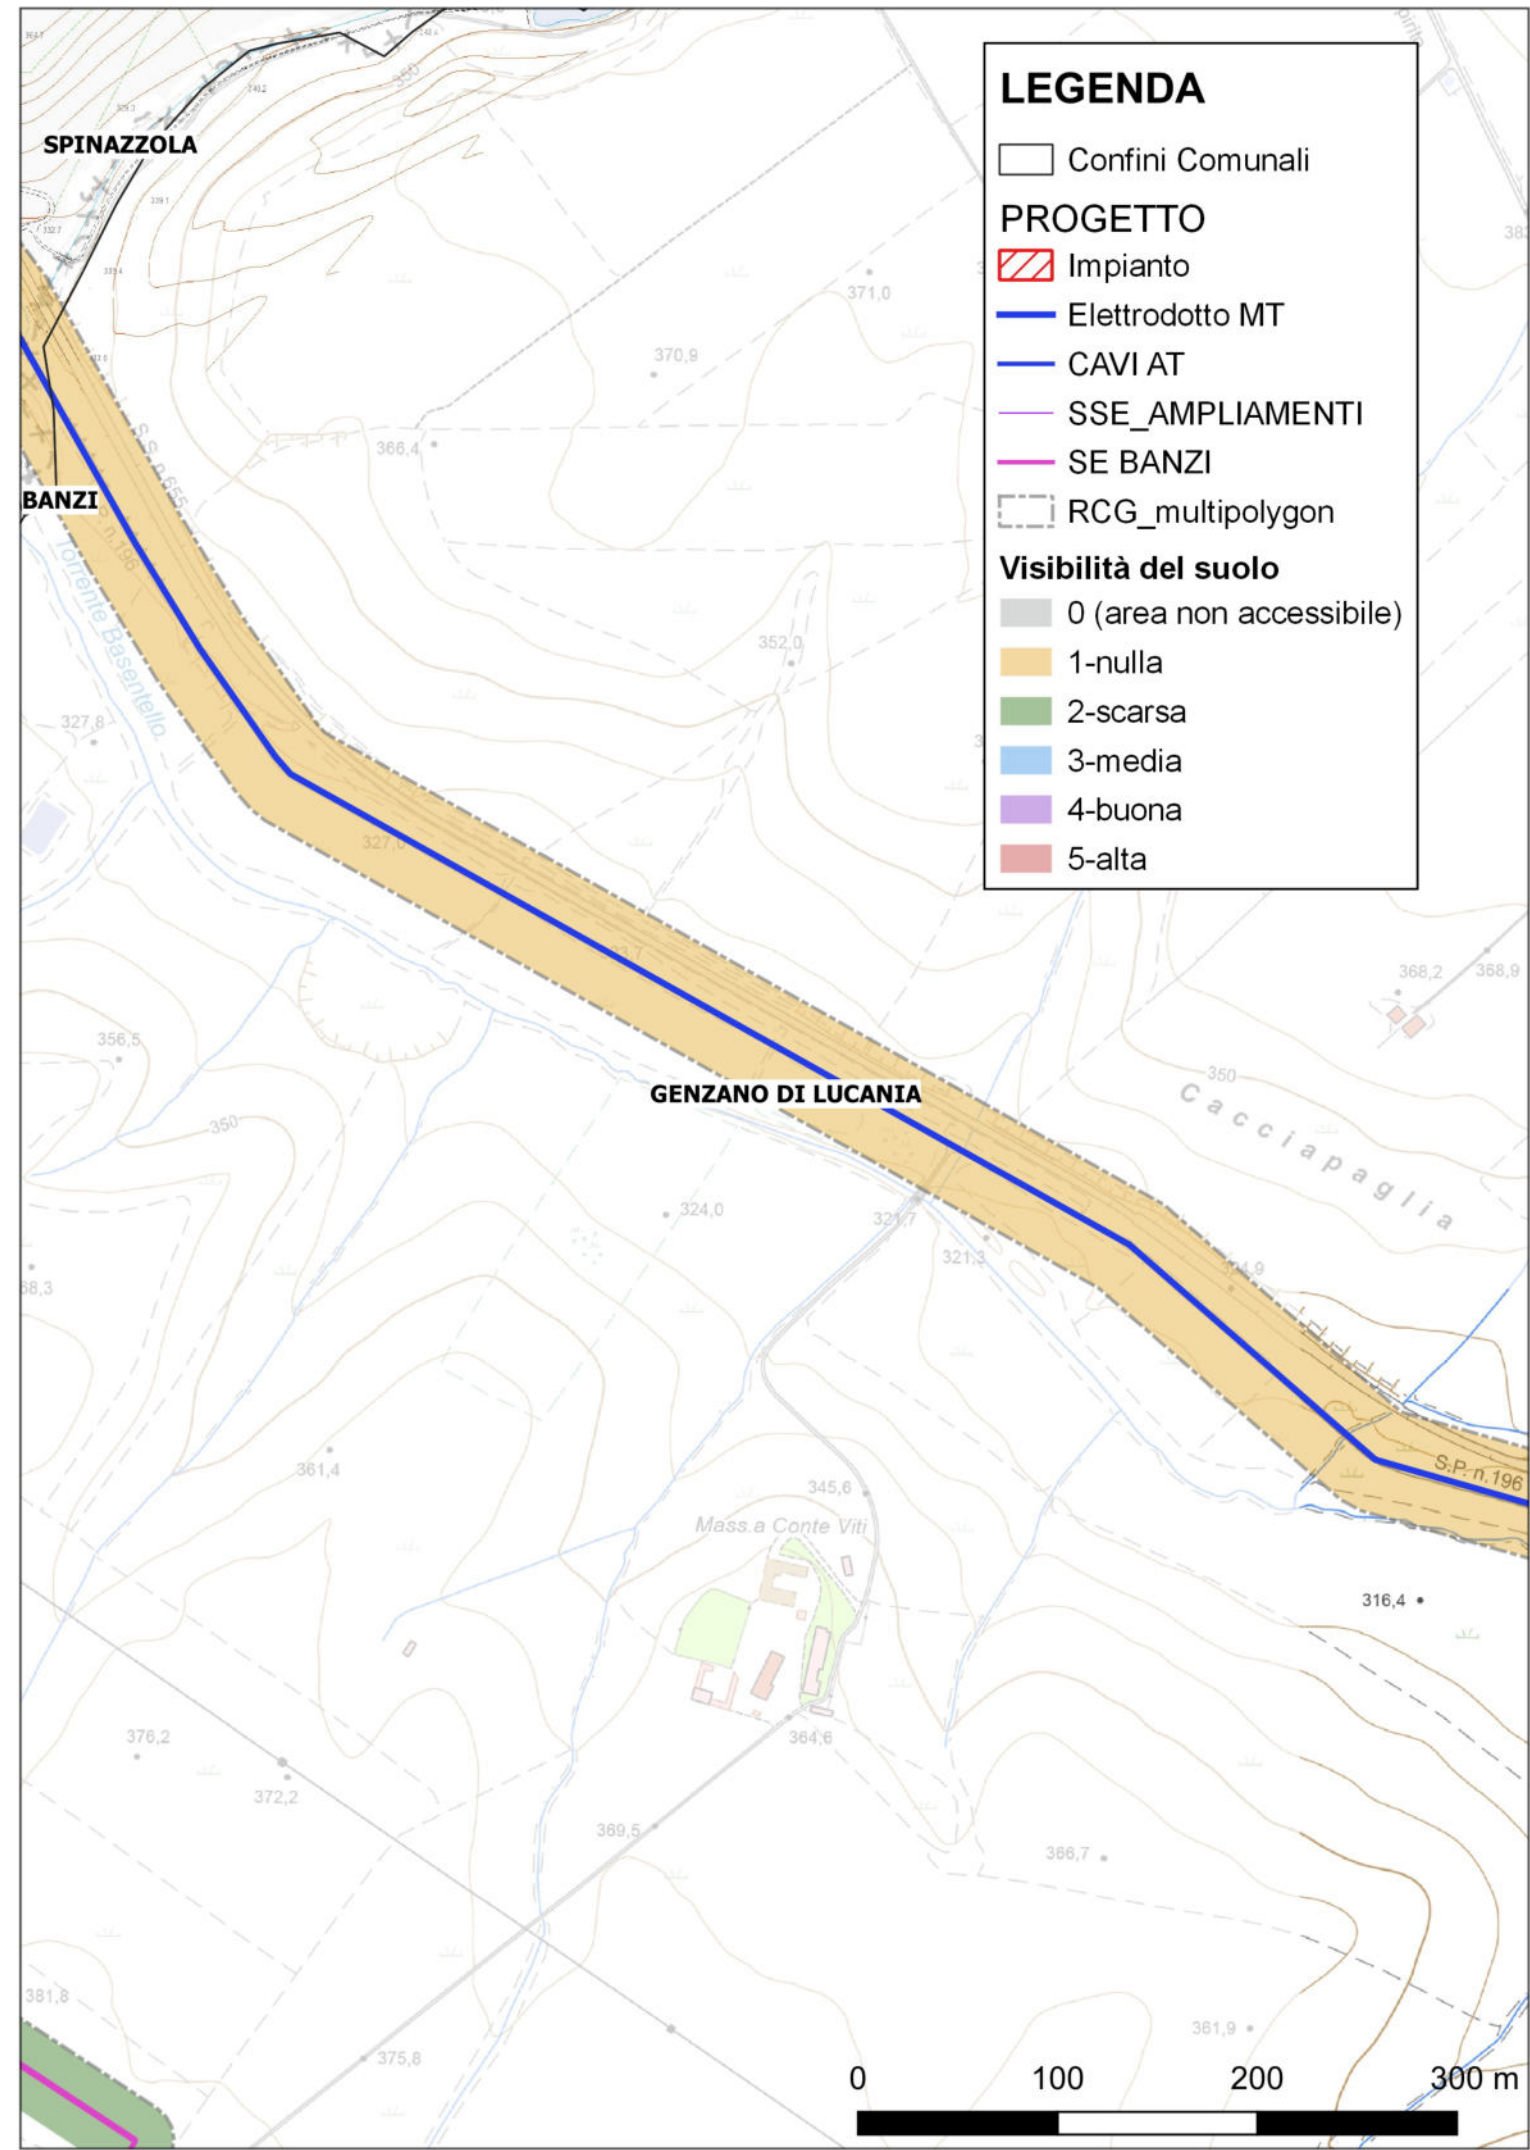 SPINAZZOLA
BANZI
GENZANO DI LUCANIA
LEGENDA
Confini Comunali
PROGETTO
Impianto
Elettrodotto MT
CAVI AT
SSE_AMPLIAMENTI
SE BANZI
RCG_multipolygon
Visibilità del suolo
0 (area non accessibile)
1-nulla
2-scarsa
3-media
4-buona
5-alta
350
371,0
370,9
366,4
S.S. n.655
P. n.196
Torrente Basentello
352,0
327,8
327,0
368,2
368,9
356,5
350
350
Cacciapaglia
324,0
321,7
321,3
S.P. n.196
361,4
345,6
Mass.a Conte Viti
316,4
364,6
376,2
372,2
369,5
366,7
381,8
375,8
361,9
0 100 200 300 m